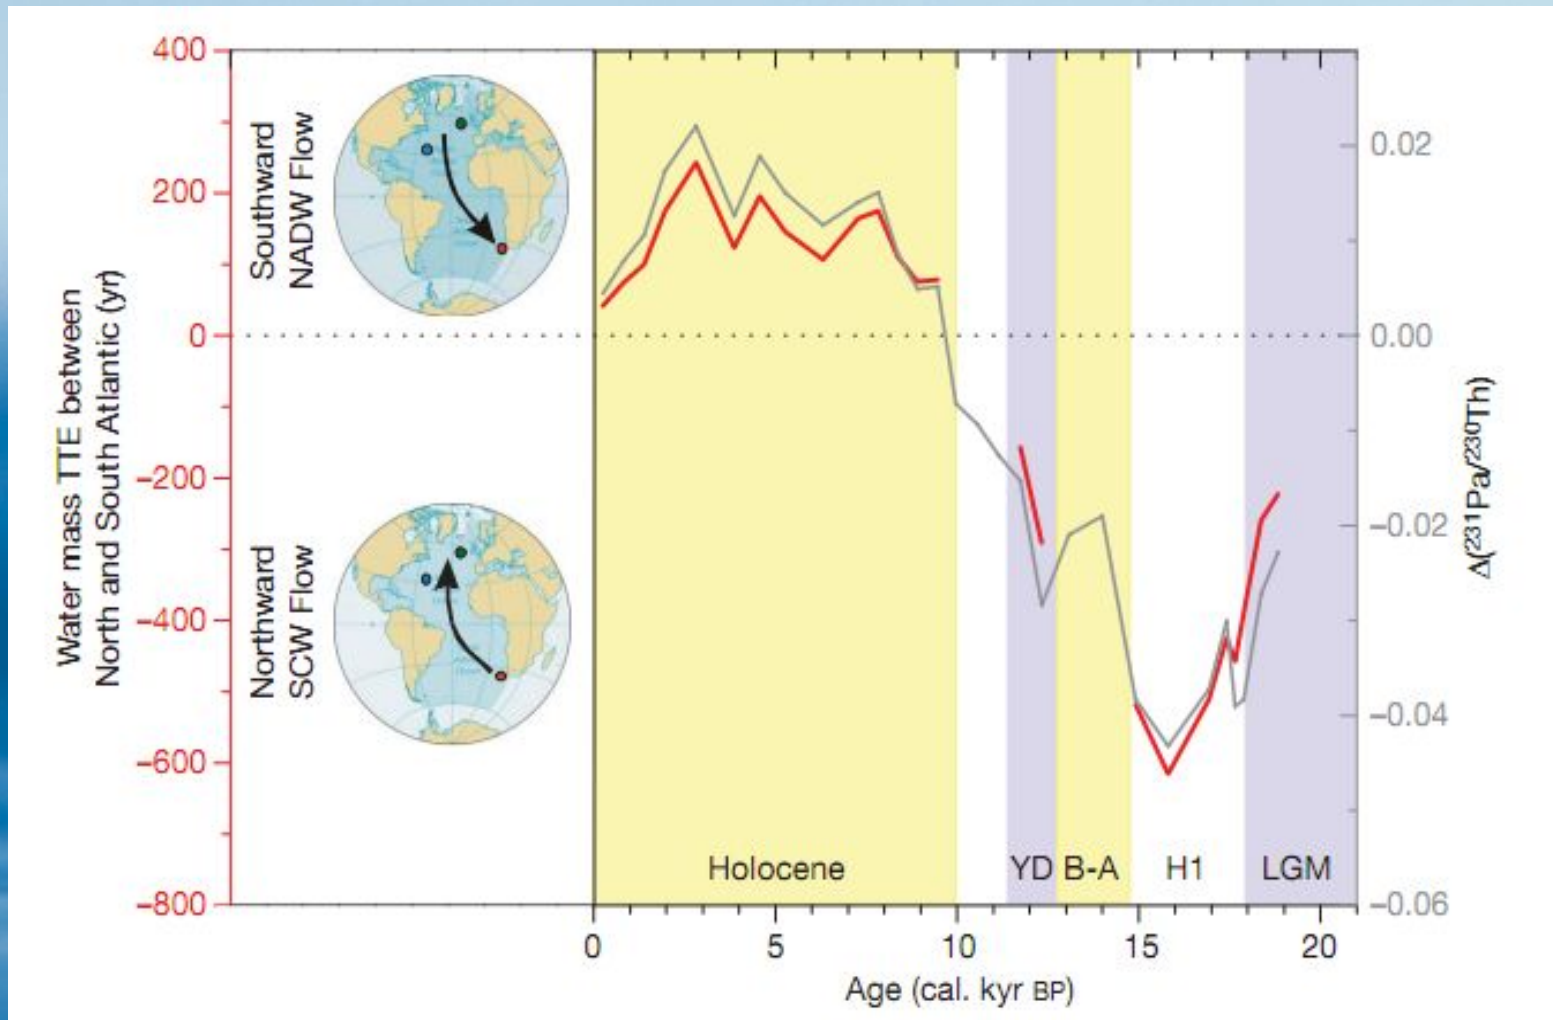 400
200
0
–200
–400
–600
–800
Water mass TTE between
North and South Atlantic (yr)
Southward
NADW Flow
Northward
SCW Flow
0.02
0.00
–0.02
–0.04
–0.06
Δ(²³¹Pa/²³⁰Th)
Holocene
YD
B-A
H1
LGM
0
5
10
15
20
Age (cal. kyr BP)